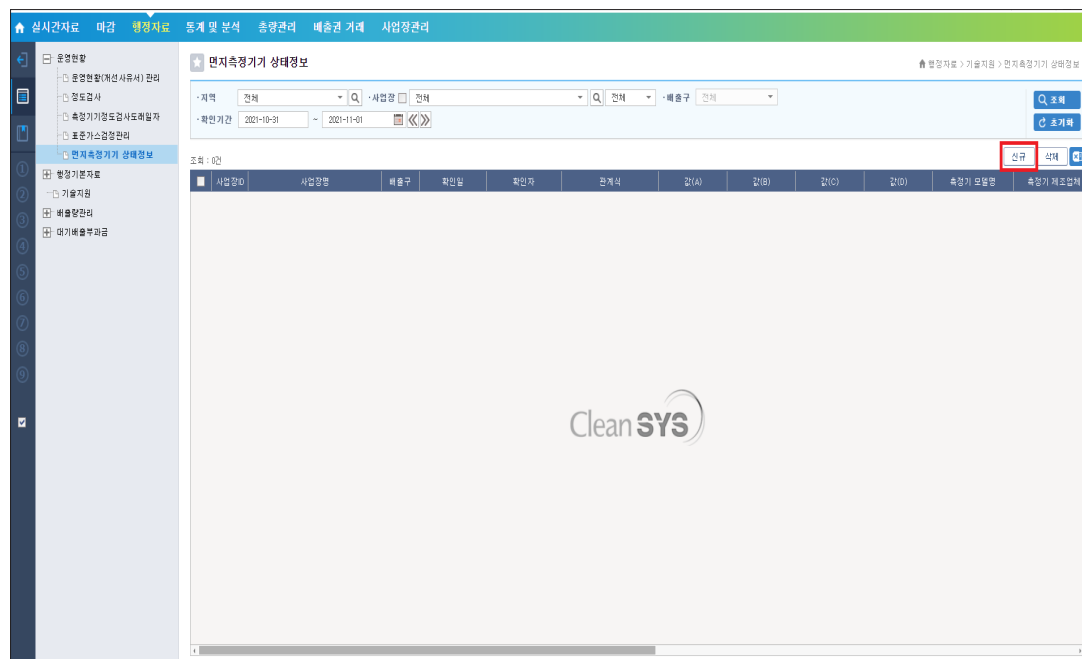 실시간자료 마감 행정자료 통계 및 분석 총량관리 배출권 거래 사업장관리
운영현황
운영현황(개선사유서) 관리
정도검사
측정기기정도검사도래일자
표준가스검정관리
먼지측정기기 상태정보
행정기본자료
기술지원
배출량관리
대기배출부과금
① ② ③ ④ ⑤ ⑥ ⑦ ⑧ ⑨
먼지측정기기 상태정보
행정자료 > 기술지원 > 먼지측정기기 상태정보
·지역 전체 ·사업장 전체 전체 ·배출구 전체
조회
·확인기간 2021-10-31 ~ 2021-11-01
초기화
조회 : 0건
신규 삭제
사업장ID 사업장명 배출구 확인일 확인자 관계식 값(A) 값(B) 값(C) 값(D) 측정기 모델명 측정기 제조업체
Clean SYS